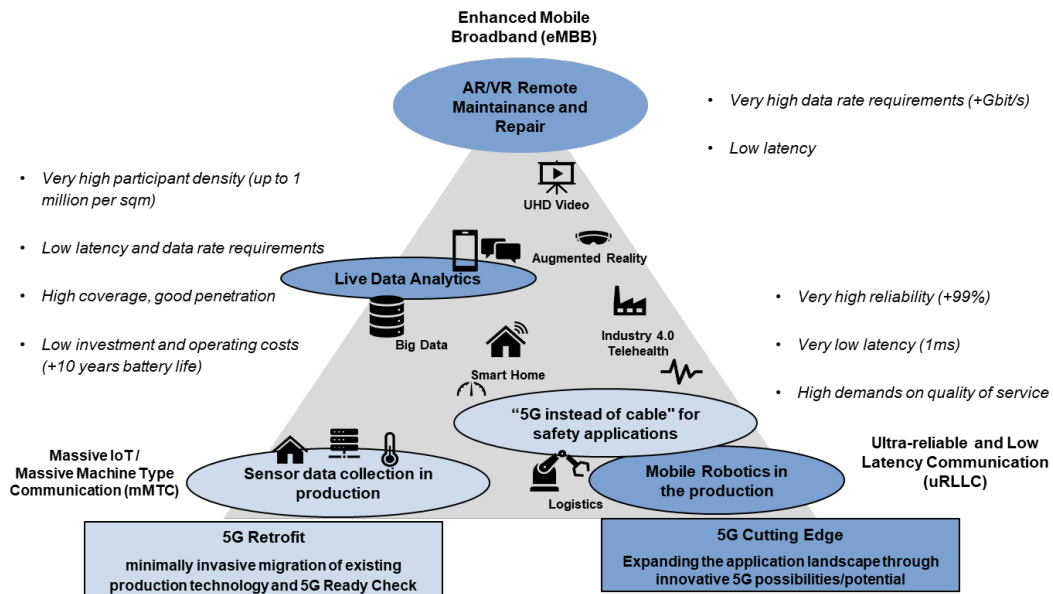 Enhanced Mobile
Broadband (eMBB)
AR/VR Remote
Maintainance and
Repair
• Very high data rate requirements (+Gbit/s)
• Low latency
• Very high participant density (up to 1
million per sqm)
• Low latency and data rate requirements
• High coverage, good penetration
• Low investment and operating costs
(+10 years battery life)
UHD Video
Augmented Reality
Live Data Analytics
Big Data
Industry 4.0
Telehealth
Smart Home
• Very high reliability (+99%)
• Very low latency (1ms)
• High demands on quality of service
“5G instead of cable" for
safety applications
Massive IoT /
Massive Machine Type
Communication (mMTC)
Sensor data collection in
production
Logistics
Mobile Robotics in
the production
Ultra-reliable and Low
Latency Communication
(uRLLC)
5G Retrofit
minimally invasive migration of existing
production technology and 5G Ready Check
5G Cutting Edge
Expanding the application landscape through
innovative 5G possibilities/potential